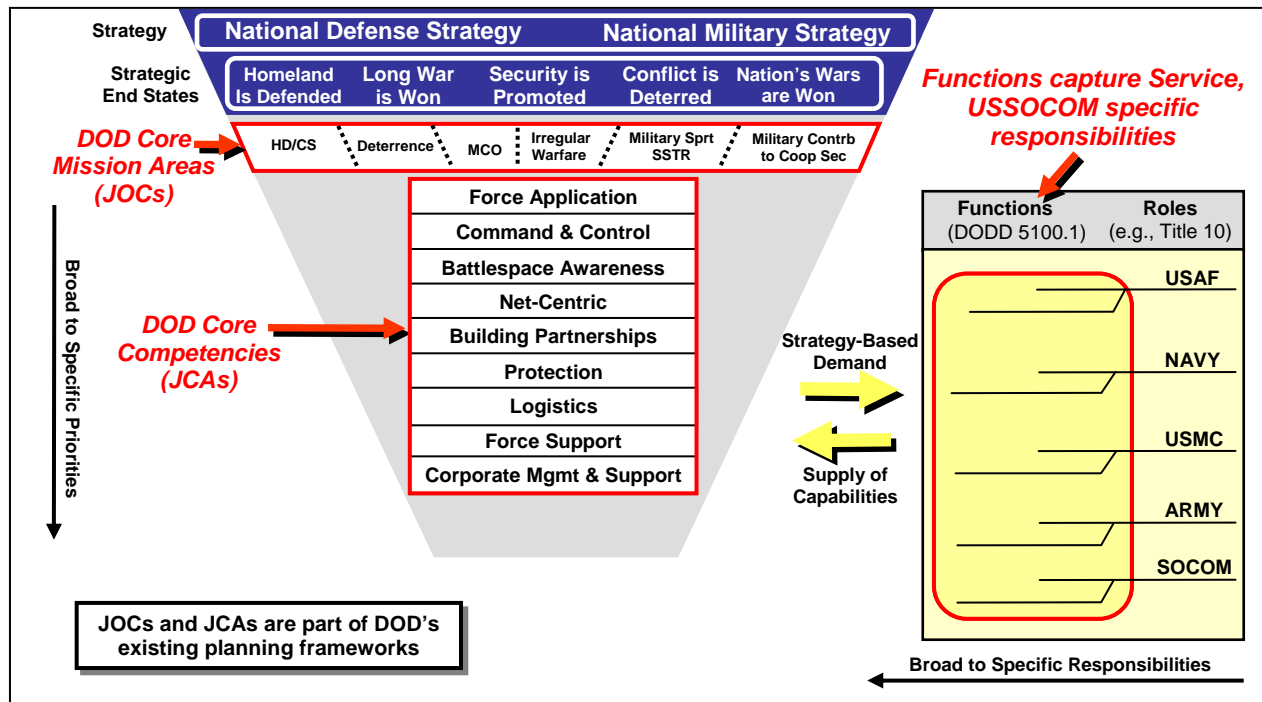 Strategy
National Defense Strategy National Military Strategy
Strategic
End States
Homeland
Is Defended
Long War
is Won
Security is
Promoted
Conflict is
Deterred
Nation's Wars
are Won
DOD Core
Mission Areas
(JOCs)
HD/CS
Deterrence
MCO
Irregular
Warfare
Military Sprt
SSTR
Military Contrb
to Coop Sec
Functions capture Service,
USSOCOM specific
responsibilities
Broad to Specific Priorities
DOD Core
Competencies
(JCAs)
Force Application
Command & Control
Battlespace Awareness
Net-Centric
Building Partnerships
Protection
Logistics
Force Support
Corporate Mgmt & Support
Strategy-Based
Demand
Supply of
Capabilities
Functions
(DODD 5100.1)
Roles
(e.g., Title 10)
USAF
NAVY
USMC
ARMY
SOCOM
JOCs and JCAs are part of DOD's
existing planning frameworks
Broad to Specific Responsibilities